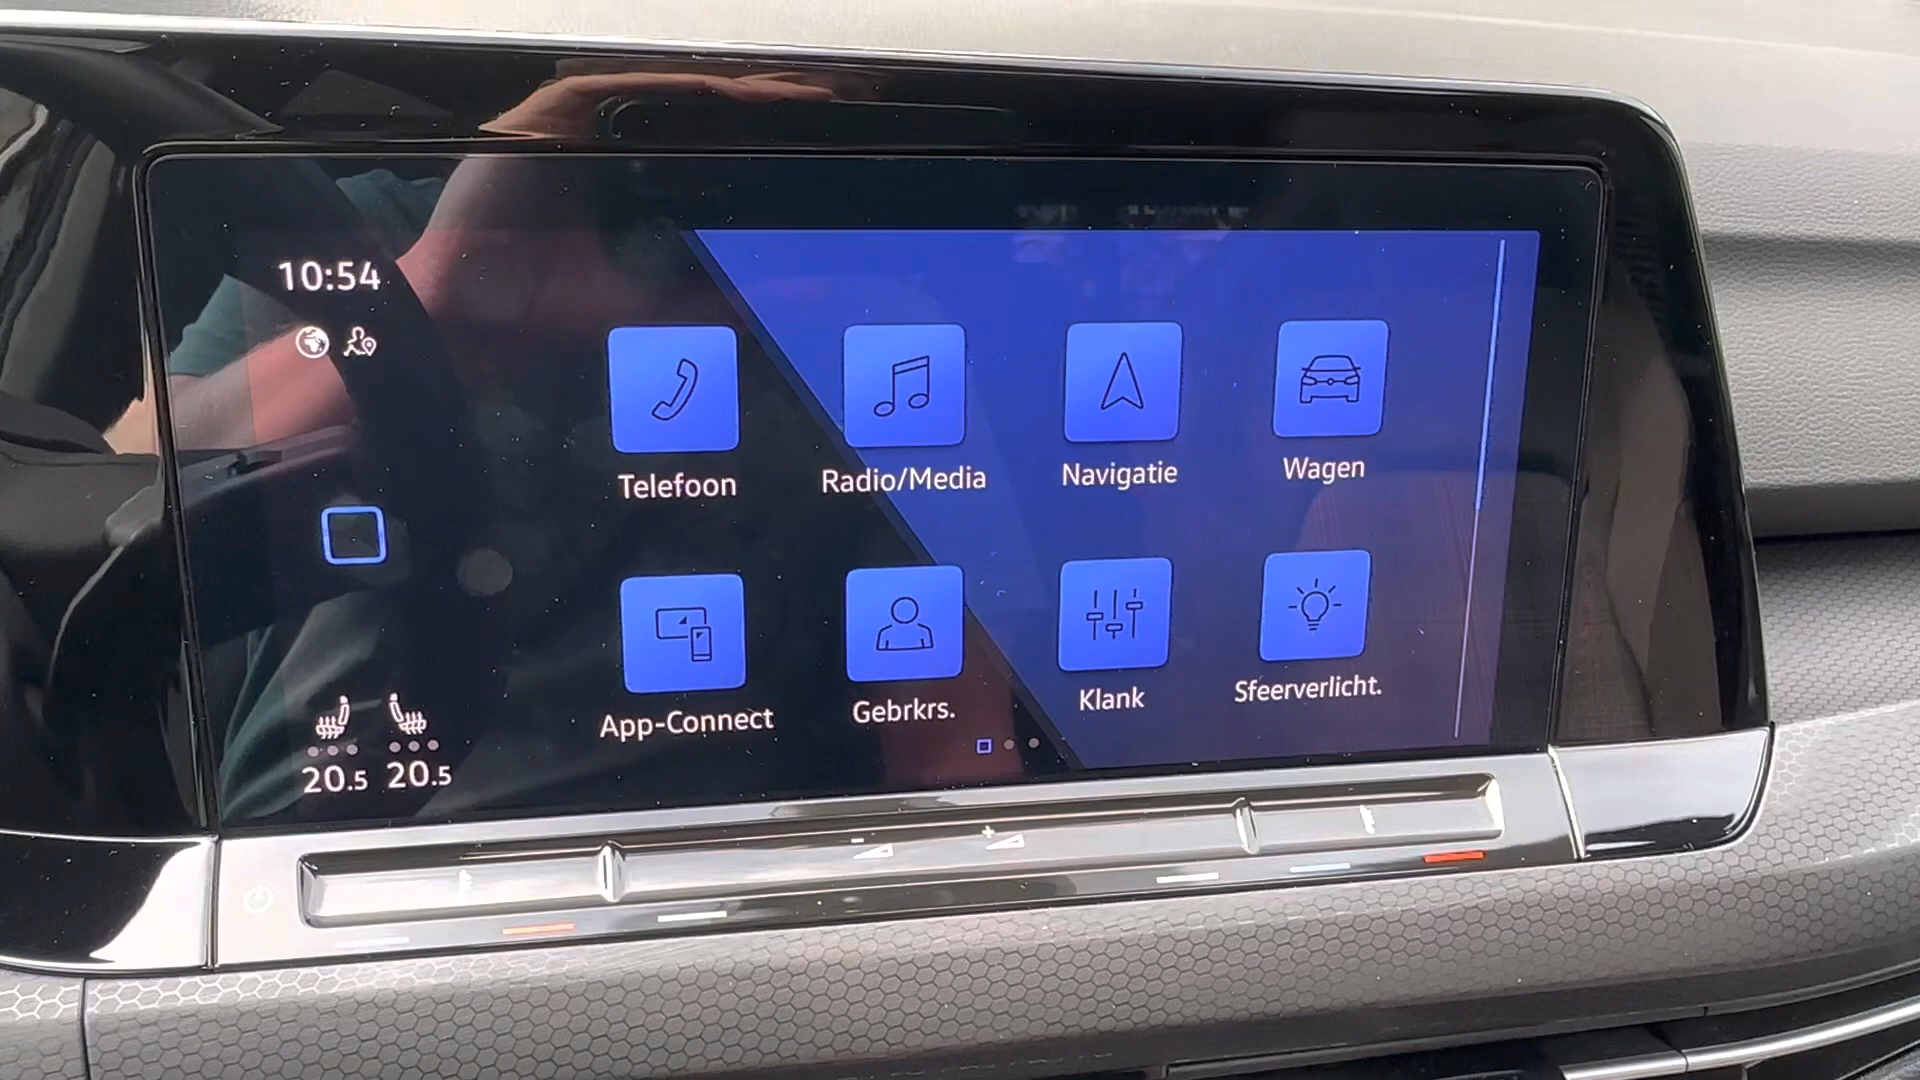 10:54
Telefoon
Radio/Media
Navigatie
Wagen
App-Connect
Gebrkrs.
Klank
Sfeerverlicht.
20.5 20.5